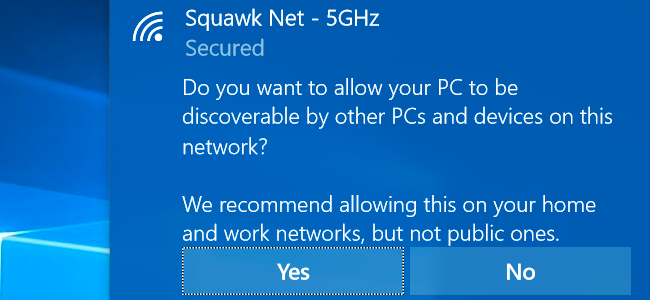 Squawk Net - 5GHz
Secured
Do you want to allow your PC to be
discoverable by other PCs and devices on this
network?
We recommend allowing this on your home
and work networks, but not public ones.
Yes
No